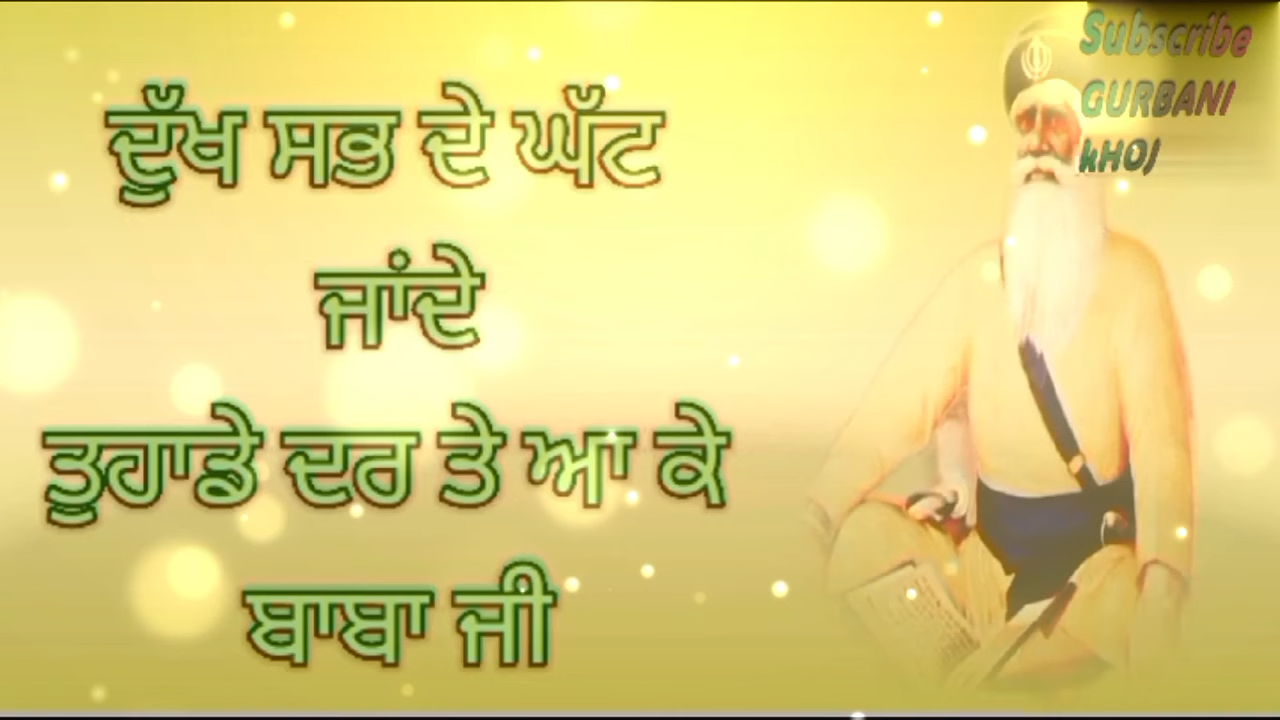 ਦੁੱਖ ਸਭ ਦੇ ਘੱਟ
ਜਾਂਦੇ
ਤੁਹਾਡੇ ਦਰ ਤੇ ਆ ਕੇ
ਬਾਬਾ ਜੀ
Subscribe
GURBANI
kHOJ